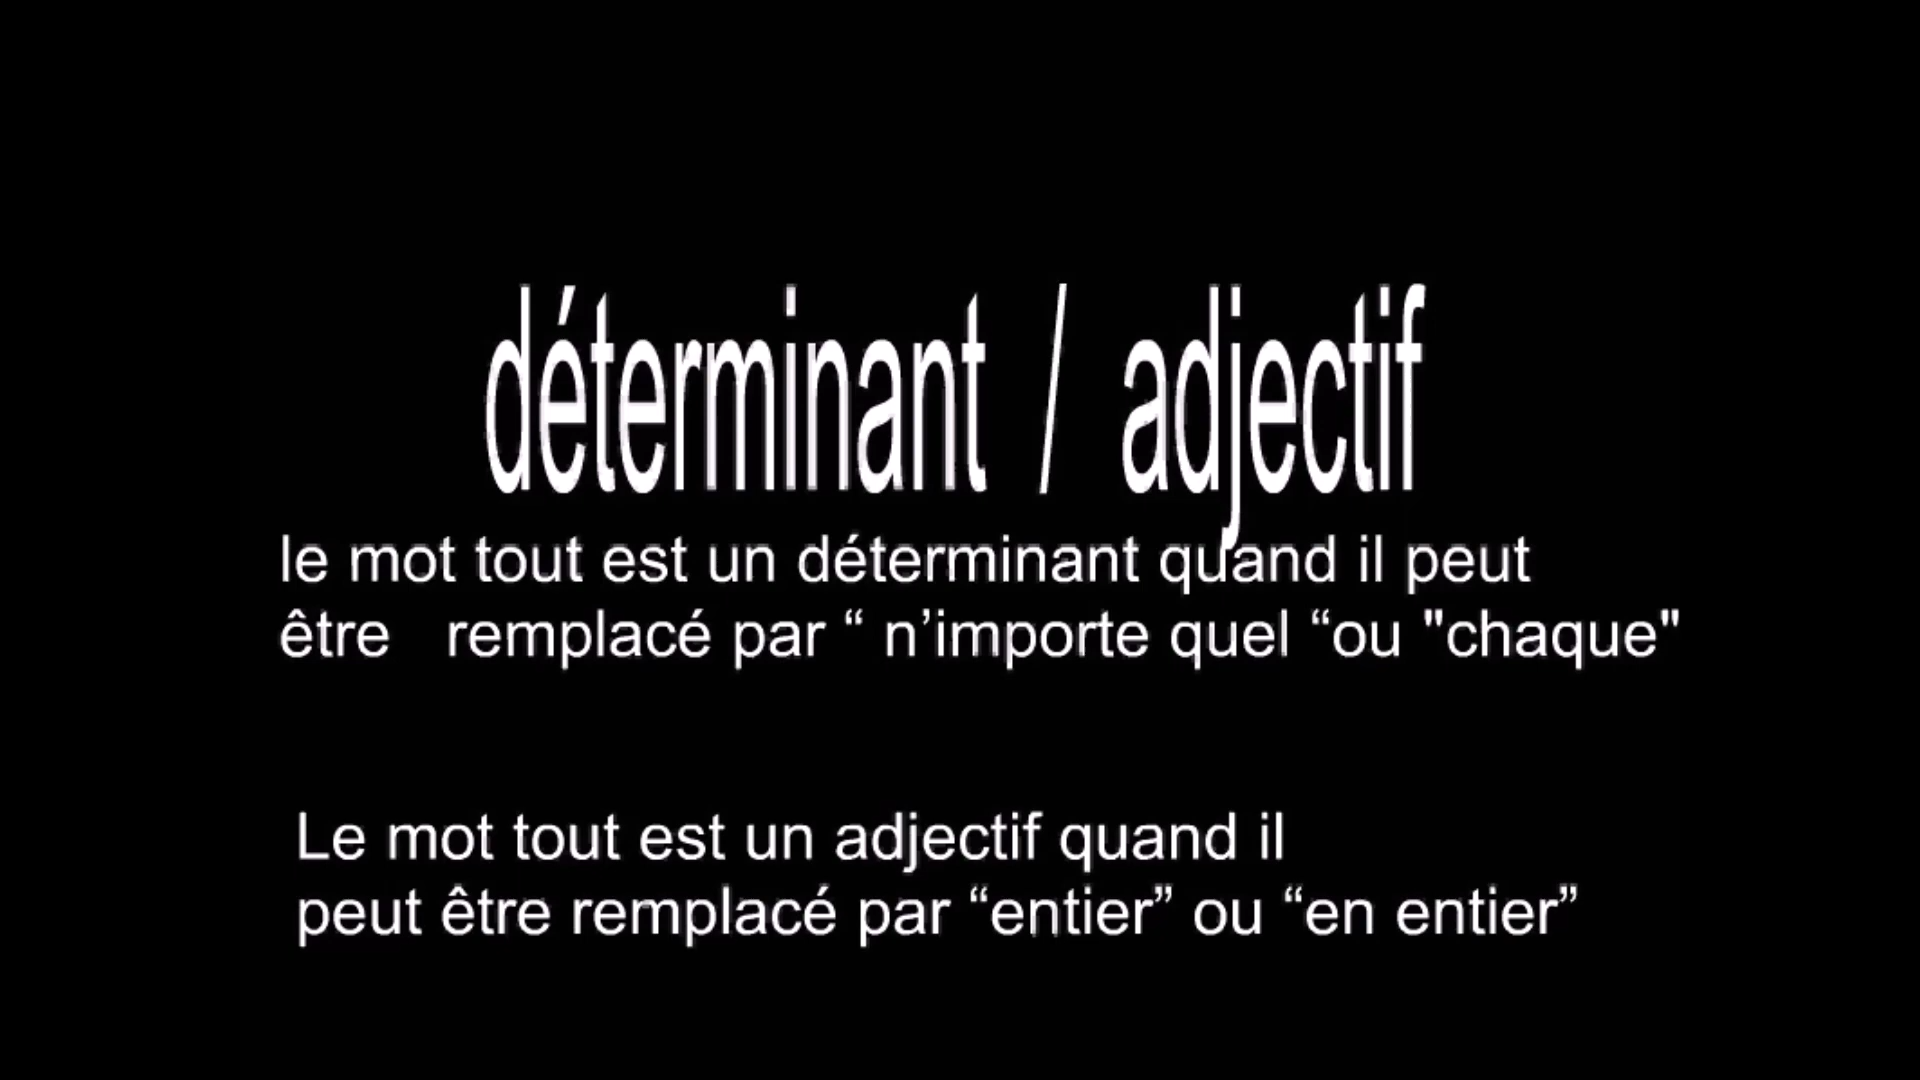 déterminant / adjectif
le mot tout est un déterminant quand il peut
être remplacé par “ n’importe quel “ou "chaque"
Le mot tout est un adjectif quand il
peut être remplacé par “entier” ou “en entier”